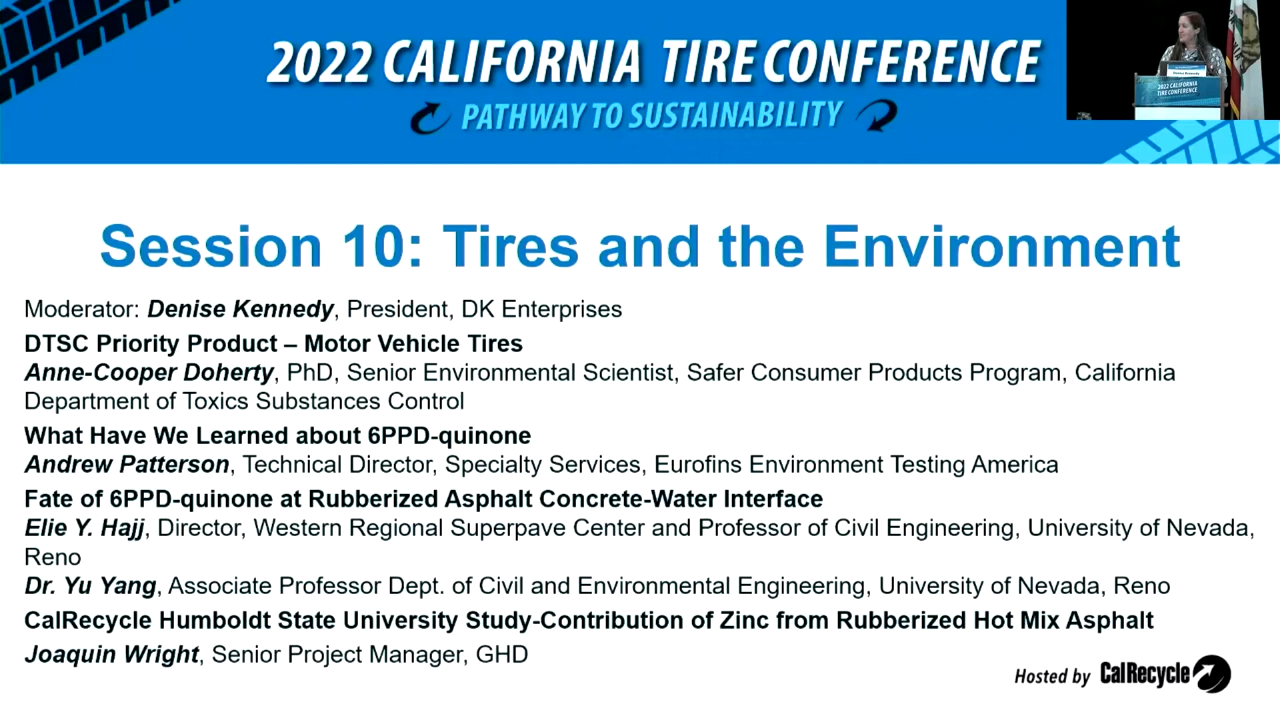 2022 CALIFORNIA TIRE CONFERENCE
PATHWAY TO SUSTAINABILITY
2022 CALIFORNIA
TIRE CONFERENCE
Session 10: Tires and the Environment
Moderator: Denise Kennedy, President, DK Enterprises
DTSC Priority Product – Motor Vehicle Tires
Anne-Cooper Doherty, PhD, Senior Environmental Scientist, Safer Consumer Products Program, California
Department of Toxics Substances Control
What Have We Learned about 6PPD-quinone
Andrew Patterson, Technical Director, Specialty Services, Eurofins Environment Testing America
Fate of 6PPD-quinone at Rubberized Asphalt Concrete-Water Interface
Elie Y. Hajj, Director, Western Regional Superpave Center and Professor of Civil Engineering, University of Nevada,
Reno
Dr. Yu Yang, Associate Professor Dept. of Civil and Environmental Engineering, University of Nevada, Reno
CalRecycle Humboldt State University Study-Contribution of Zinc from Rubberized Hot Mix Asphalt
Joaquin Wright, Senior Project Manager, GHD
Hosted by CalRecycle